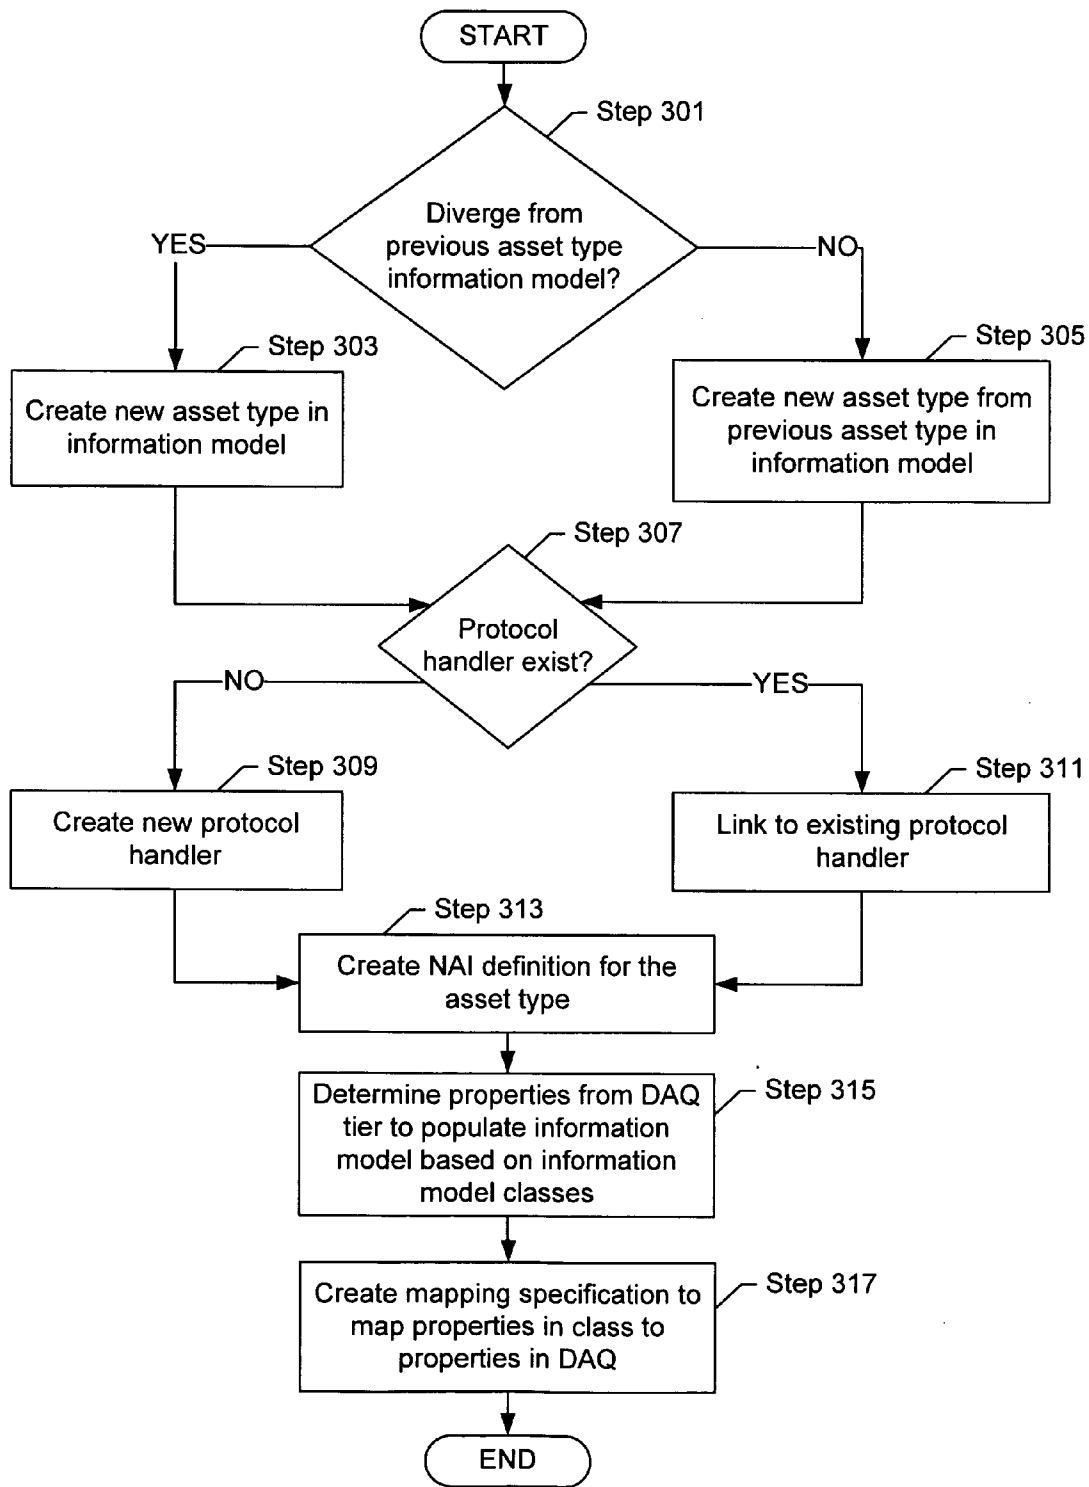 START
Step 301
Diverge from
previous asset type
information model?
YES
NO
Step 303
Step 305
Create new asset type in
information model
Create new asset type from
previous asset type in
information model
Step 307
Protocol
handler exist?
NO
YES
Step 309
Step 311
Create new protocol
handler
Link to existing protocol
handler
Step 313
Create NAI definition for the
asset type
Step 315
Determine properties from DAQ
tier to populate information
model based on information
model classes
Step 317
Create mapping specification to
map properties in class to
properties in DAQ
END